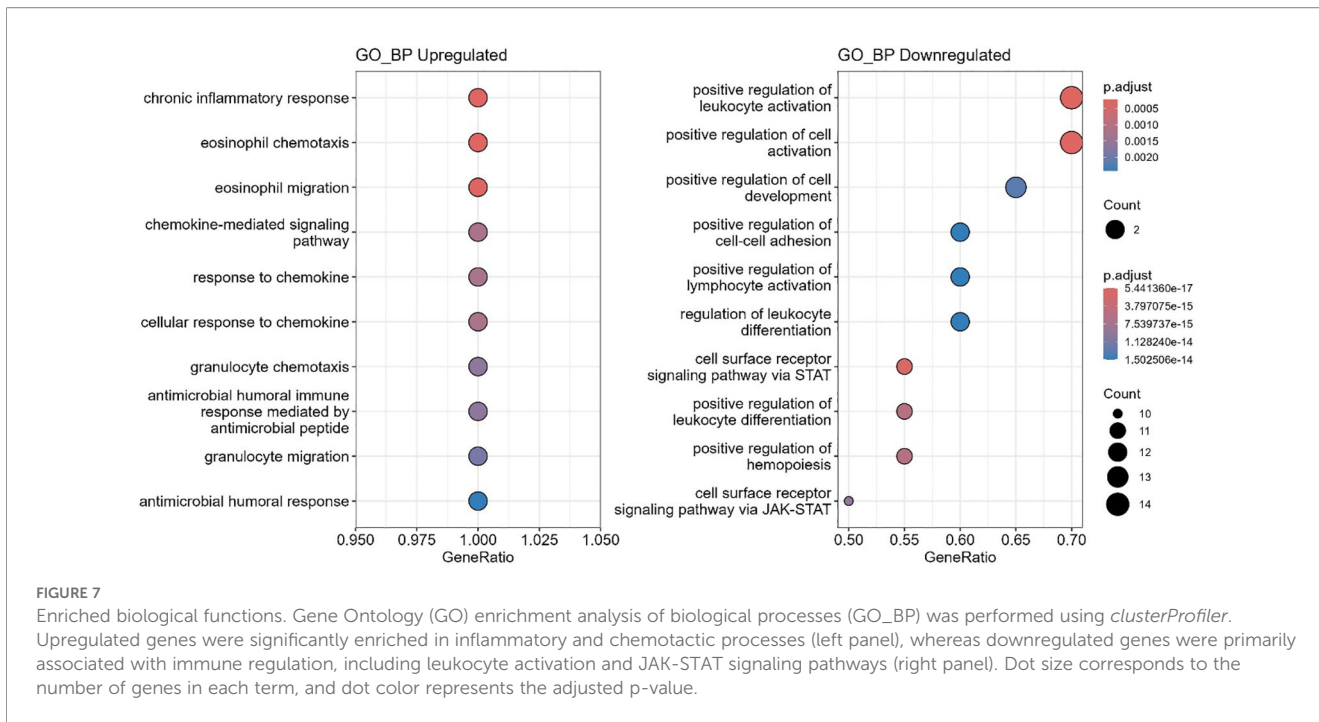 GO_BP Upregulated
chronic inflammatory response
eosinophil chemotaxis
eosinophil migration
chemokine-mediated signaling
pathway
response to chemokine
cellular response to chemokine
granulocyte chemotaxis
antimicrobial humoral immune
response mediated by
antimicrobial peptide
granulocyte migration
antimicrobial humoral response
0.950 0.975 1.000 1.025 1.050
GeneRatio
GO_BP Downregulated
positive regulation of
leukocyte activation
positive regulation of cell
activation
positive regulation of cell
development
positive regulation of
cell-cell adhesion
positive regulation of
lymphocyte activation
regulation of leukocyte
differentiation
cell surface receptor
signaling pathway via STAT
positive regulation of
leukocyte differentiation
positive regulation of
hemopoiesis
cell surface receptor
signaling pathway via JAK-STAT
0.50 0.55 0.60 0.65 0.70
GeneRatio
p.adjust
0.0005
0.0010
0.0015
0.0020
Count
2
p.adjust
5.441360e-17
3.797075e-15
7.539737e-15
1.128240e-14
1.502506e-14
Count
10
11
12
13
14
FIGURE 7
Enriched biological functions. Gene Ontology (GO) enrichment analysis of biological processes (GO_BP) was performed using clusterProfiler.
Upregulated genes were significantly enriched in inflammatory and chemotactic processes (left panel), whereas downregulated genes were primarily
associated with immune regulation, including leukocyte activation and JAK-STAT signaling pathways (right panel). Dot size corresponds to the
number of genes in each term, and dot color represents the adjusted p-value.